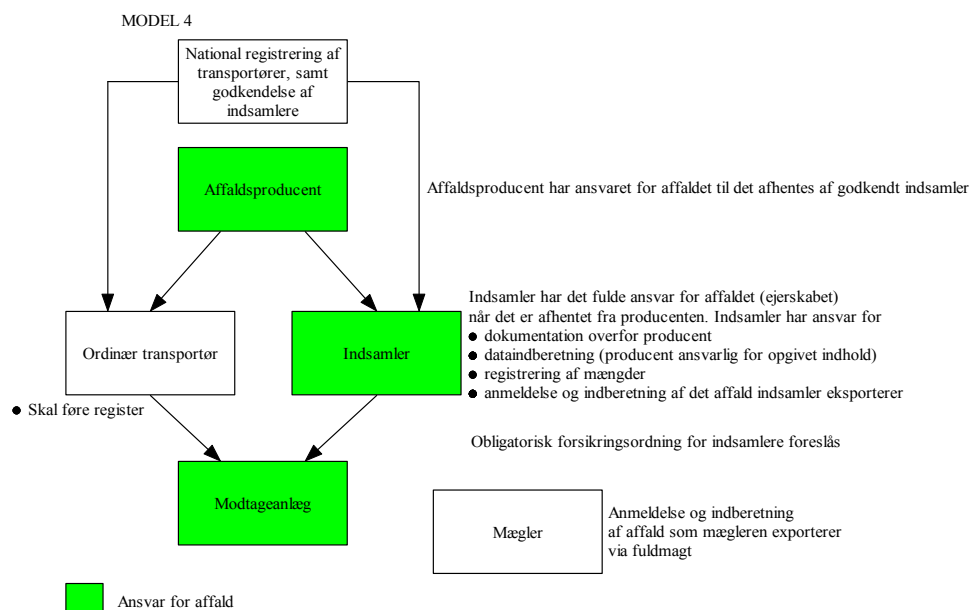 MODEL 4
National registrering af
transportører, samt
godkendelse af
indsamlere
Affaldsproducent
Affaldsproducent har ansvaret for affaldet til det afhentes af godkendt indsamler
Ordinær transportør
Indsamler
Indsamler har det fulde ansvar for affaldet (ejerskabet)
når det er afhentet fra producenten. Indsamler har ansvar for
● dokumentation overfor producent
● dataindberetning (producent ansvarlig for opgivet indhold)
● registrering af mængder
● anmeldelse og indberetning af det affald indsamler eksporterer
● Skal føre register
Obligatorisk forsikringsordning for indsamlere foreslås
Modtageanlæg
Mægler
Anmeldelse og indberetning
af affald som mægleren exporterer
via fuldmagt
Ansvar for affald